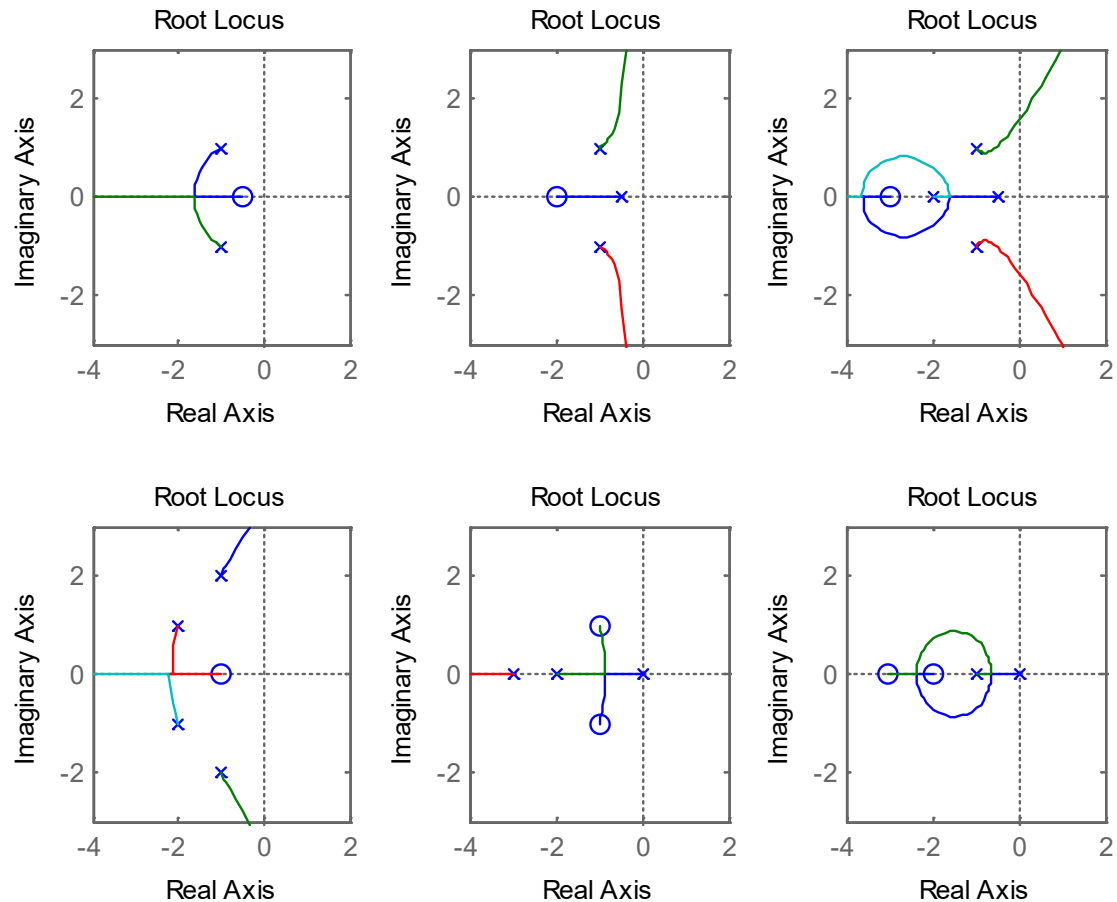 Root Locus Root Locus Root Locus
2 2 2
0 0 0
-2 -2 -2
Imaginary Axis Imaginary Axis Imaginary Axis
-4 -2 0 2 -4 -2 0 2 -4 -2 0 2
Real Axis Real Axis Real Axis
Root Locus Root Locus Root Locus
2 2 2
0 0 0
-2 -2 -2
Imaginary Axis Imaginary Axis Imaginary Axis
-4 -2 0 2 -4 -2 0 2 -4 -2 0 2
Real Axis Real Axis Real Axis